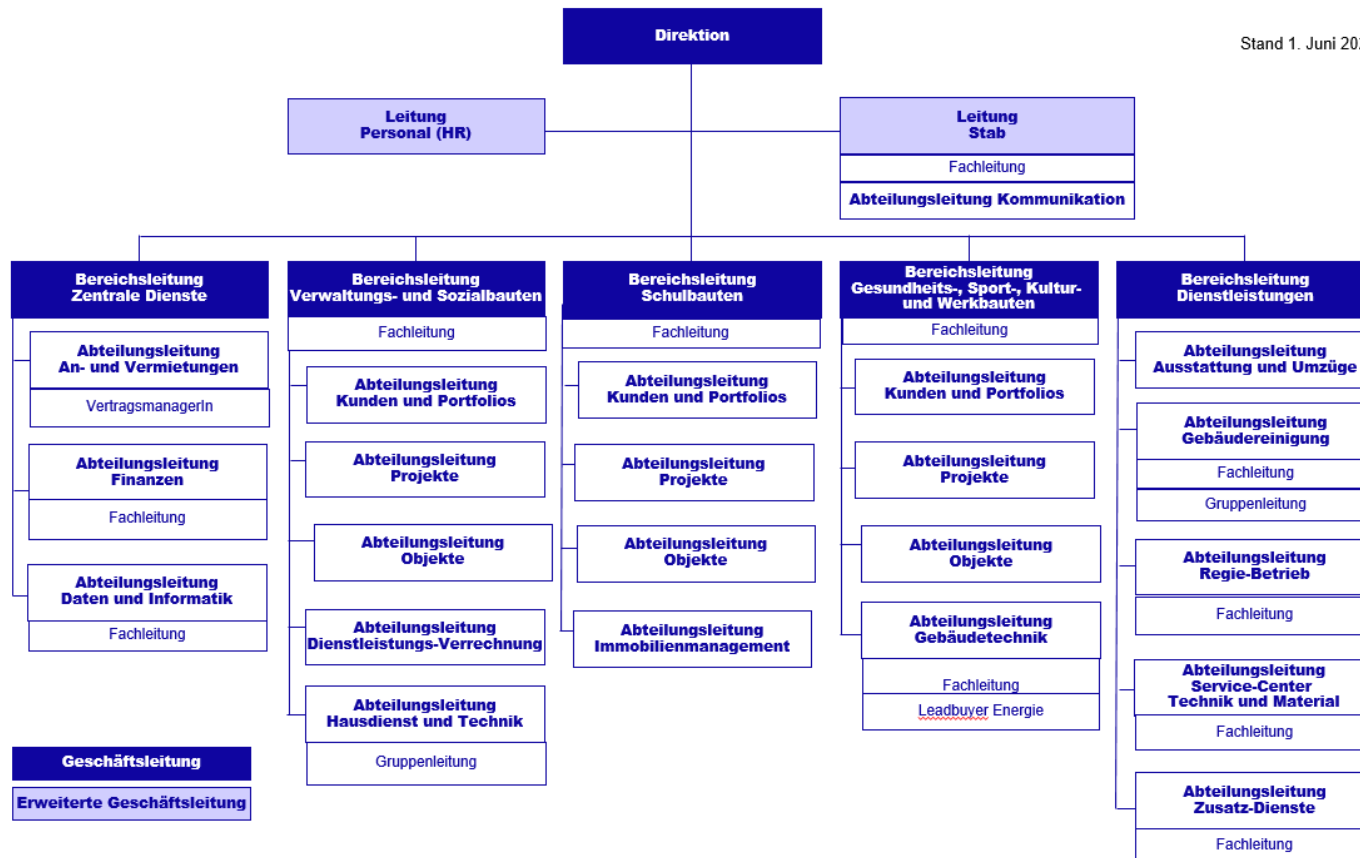 Direktion
Stand 1. Juni
Leitung
Personal (HR)
Leitung
Stab
Fachleitung
Abteilungsleitung Kommunikation
Bereichsleitung
Zentrale Dienste
Abteilungsleitung
An- und Vermietungen
VertragsmanagerIn
Abteilungsleitung
Finanzen
Fachleitung
Abteilungsleitung
Daten und Informatik
Fachleitung
Bereichsleitung
Verwaltungs- und Sozialbauten
Fachleitung
Abteilungsleitung
Kunden und Portfolios
Abteilungsleitung
Projekte
Abteilungsleitung
Objekte
Abteilungsleitung
Dienstleistungs-Verrechnung
Abteilungsleitung
Hausdienst und Technik
Gruppenleitung
Bereichsleitung
Schulbauten
Fachleitung
Abteilungsleitung
Kunden und Portfolios
Abteilungsleitung
Projekte
Abteilungsleitung
Objekte
Abteilungsleitung
Immobilienmanagement
Bereichsleitung
Gesundheits-, Sport-, Kultur-
und Werkbauten
Fachleitung
Abteilungsleitung
Kunden und Portfolios
Abteilungsleitung
Projekte
Abteilungsleitung
Objekte
Abteilungsleitung
Gebäudetechnik
Fachleitung
Leadbuyer Energie
Bereichsleitung
Dienstleistungen
Abteilungsleitung
Ausstattung und Umzüge
Abteilungsleitung
Gebäudereinigung
Fachleitung
Gruppenleitung
Abteilungsleitung
Regie-Betrieb
Fachleitung
Abteilungsleitung
Service-Center
Technik und Material
Fachleitung
Abteilungsleitung
Zusatz-Dienste
Fachleitung
Geschäftsleitung
Erweiterte Geschäftsleitung